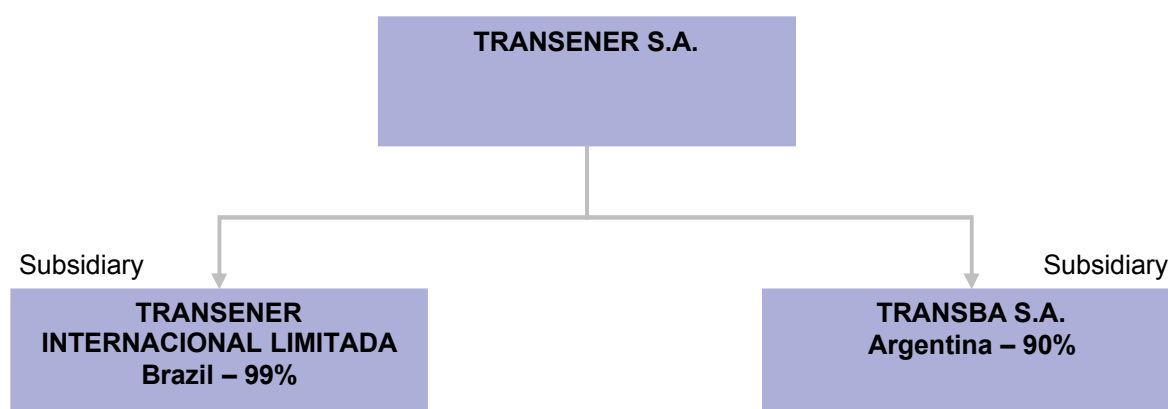 TRANSENER S.A.
Subsidiary
TRANSENER
INTERNACIONAL LIMITADA
Brazil – 99%
Subsidiary
TRANSBA S.A.
Argentina – 90%